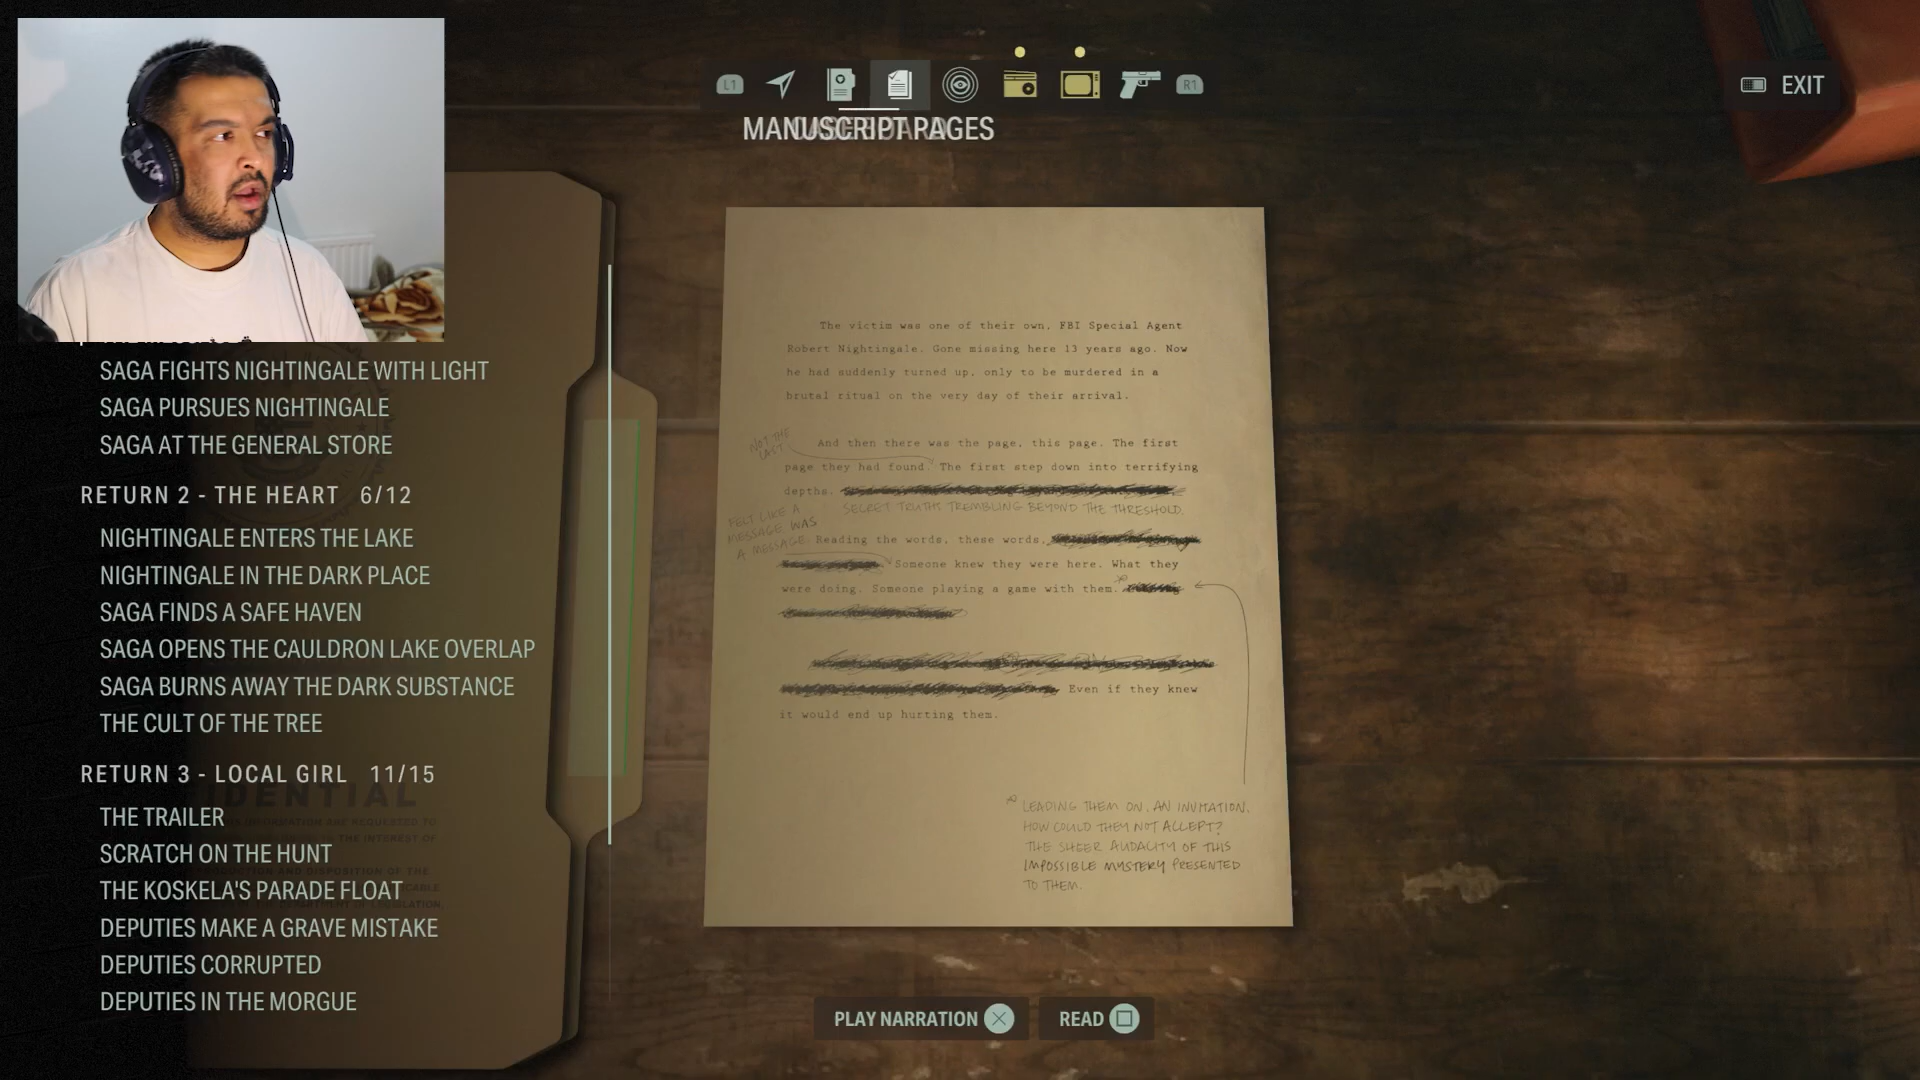 L1
R1
EXIT
MANUSCRIPT PAGES
SAGA FIGHTS NIGHTINGALE WITH LIGHT
SAGA PURSUES NIGHTINGALE
SAGA AT THE GENERAL STORE
RETURN 2 - THE HEART 6/12
NIGHTINGALE ENTERS THE LAKE
NIGHTINGALE IN THE DARK PLACE
SAGA FINDS A SAFE HAVEN
SAGA OPENS THE CAULDRON LAKE OVERLAP
SAGA BURNS AWAY THE DARK SUBSTANCE
THE CULT OF THE TREE
RETURN 3 - LOCAL GIRL 11/15
THE TRAILER
SCRATCH ON THE HUNT
THE KOSKELA'S PARADE FLOAT
DEPUTIES MAKE A GRAVE MISTAKE
DEPUTIES CORRUPTED
DEPUTIES IN THE MORGUE
The victim was one of their own, FBI Special Agent
Robert Nightingale. Gone missing here 13 years ago. Now
he had suddenly turned up, only to be murdered in a
brutal ritual on the very day of their arrival.
NOT THE
LAST.
And then there was the page, this page. The first
page they had found. The first step down into terrifying
depths.
SECRET TRUTHS TREMBLING BEYOND THE THRESHOLD.
FELT LIKE A
MESSAGE. WAS
A MESSAGE.
Reading the words, these words,
Someone knew they were here. What they
were doing. Someone playing a game with them.
Even if they knew
it would end up hurting them.
LEADING THEM ON. AN INVITATION.
HOW COULD THEY NOT ACCEPT?
THE SHEER AUDACITY OF THIS
IMPOSSIBLE MYSTERY PRESENTED
TO THEM.
PLAY NARRATION
READ